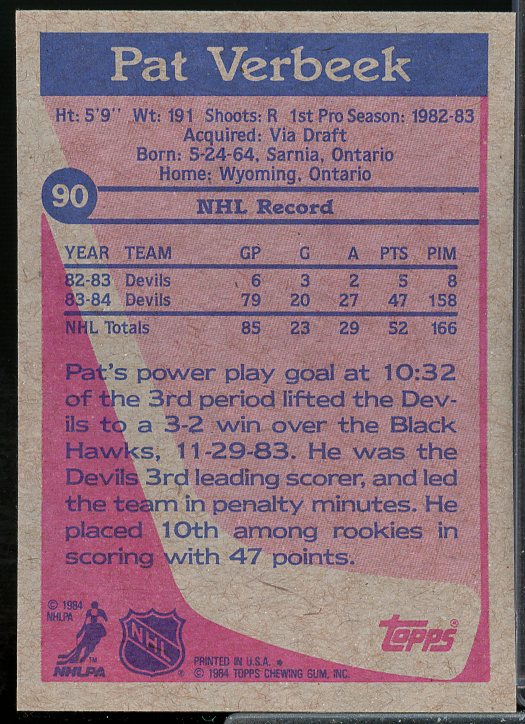 Pat Verbeek
Ht: 5'9" Wt: 191 Shoots: R 1st Pro Season: 1982-83
Acquired: Via Draft
Born: 5-24-64, Sarnia, Ontario
Home: Wyoming, Ontario
90
NHL Record
YEAR TEAM GP G A PTS PIM
82-83 Devils 6 3 2 5 8
83-84 Devils 79 20 27 47 158
NHL Totals 85 23 29 52 166
Pat's power play goal at 10:32
of the 3rd period lifted the Dev-
ils to a 3-2 win over the Black
Hawks, 11-29-83. He was the
Devils 3rd leading scorer, and led
the team in penalty minutes. He
placed 10th among rookies in
scoring with 47 points.
© 1984
NHLPA
TM
NHLPA
NHL
®
topps®
PRINTED IN U.S.A. *
© 1984 TOPPS CHEWING GUM, INC.